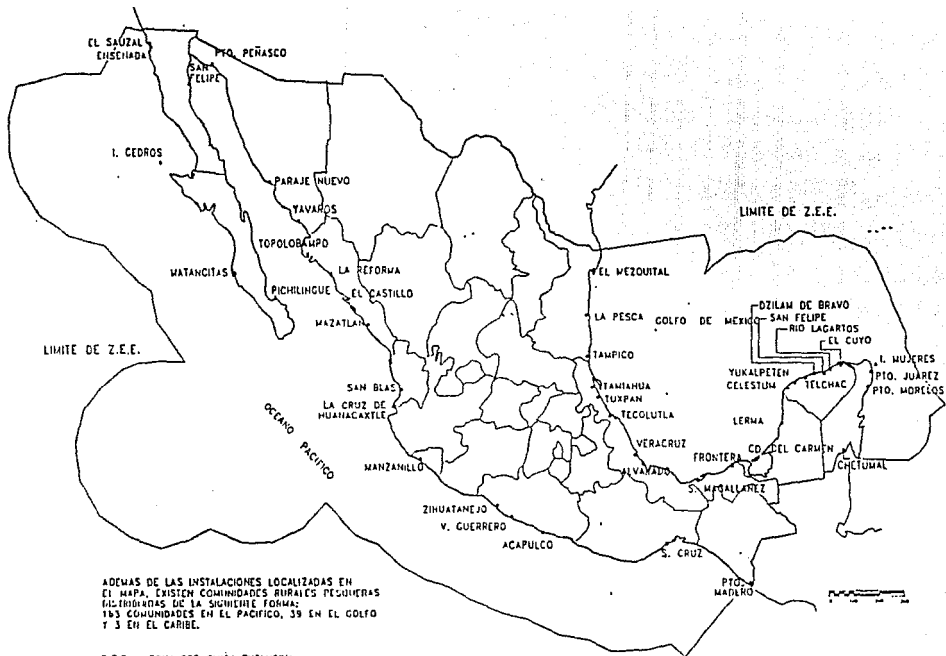 EL SAUZAL
ENSENADA
PTO. PEÑASCO
SAN
FELIPE
I. CEDROS
PARAJE NUEVO
YAVAROS
TOPOLOBAMPO
LA REFORMA
MATANCITAS
PICHILINGUE
EL CASTILLO
MAZATLAN
LIMITE DE Z.E.E.
LIMITE DE Z.E.E.
EL MEZQUITAL
LA PESCA
GOLFO DE MEXICO
DZILAM DE BRAVO
SAN FELIPE
RIO LAGARTOS
EL CUYO
TAMPICO
I. MUJERES
YUKALPETEN
TELCHAC
PTO. JUAREZ
CELESTUM
PTO. MORELOS
SAN BLAS
TAMIAHUA
TUXPAN
LA CRUZ DE
HUANACAXTLE
TECOLUTLA
OCEANO PACIFICO
LERMA
VERACRUZ
CD. DEL CARMEN
FRONTERA
MANZANILLO
ALVARADO
CHETUMAL
S. MAGALLANEZ
ZIHUATANEJO
V. GUERRERO
ACAPULCO
S. CRUZ
PTO.
MADERO
ADEMAS DE LAS INSTALACIONES LOCALIZADAS EN
EL MAPA, EXISTEN COMUNIDADES RURALES PESQUERAS
DISTRIBUIDAS DE LA SIGUIENTE FORMA:
163 COMUNIDADES EN EL PACIFICO, 39 EN EL GOLFO
Y 3 EN EL CARIBE.